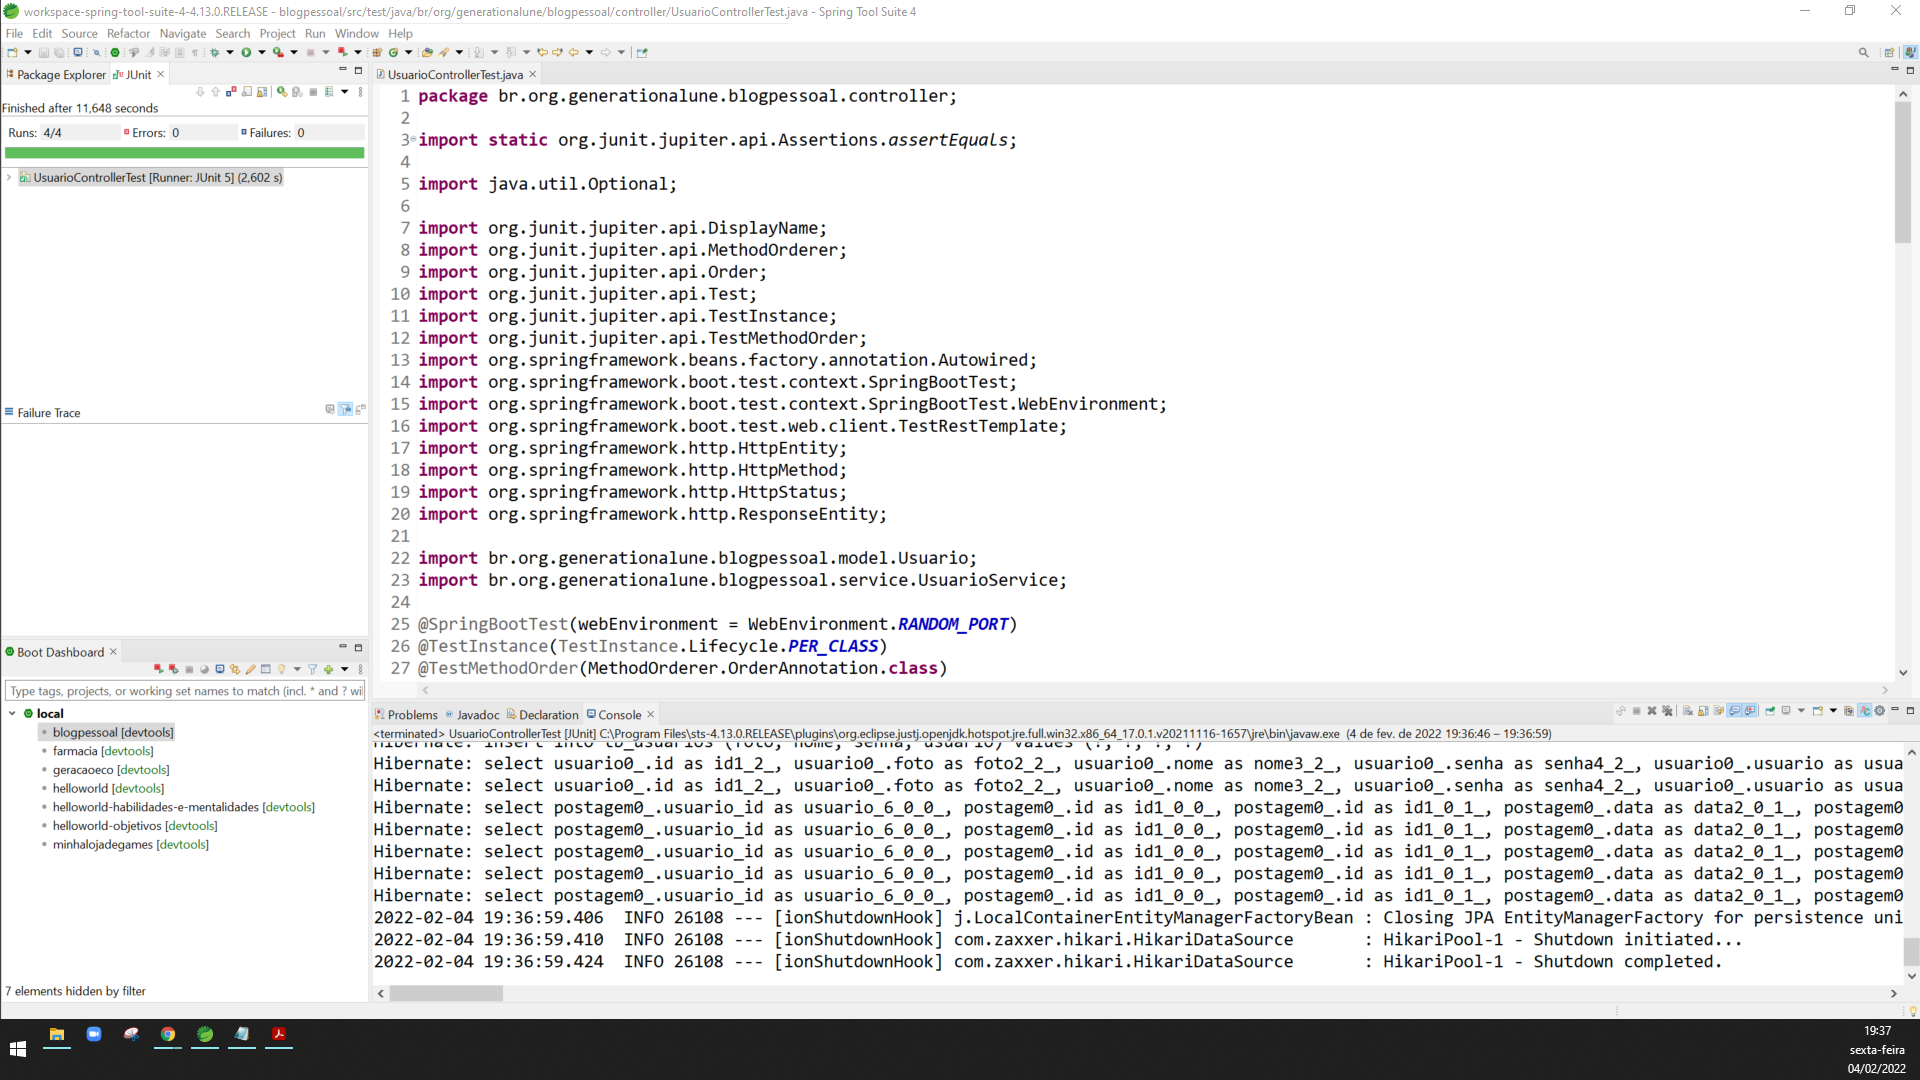 workspace-spring-tool-suite-4-4.13.0.RELEASE - blogpessoal/src/test/java/br/org/generationalune/blogpessoal/controller/UsuarioControllerTest.java - Spring Tool Suite 4
File Edit Source Refactor Navigate Search Project Run Window Help
Package Explorer JUnit
Finished after 11,648 seconds
Runs: 4/4 Errors: 0 Failures: 0
UsuarioControllerTest [Runner: JUnit 5] (2,602 s)
Failure Trace
UsuarioControllerTest.java
1 package br.org.generationalune.blogpessoal.controller;
2
3 import static org.junit.jupiter.api.Assertions.assertEquals;
4
5 import java.util.Optional;
6
7 import org.junit.jupiter.api.DisplayName;
8 import org.junit.jupiter.api.MethodOrderer;
9 import org.junit.jupiter.api.Order;
10 import org.junit.jupiter.api.Test;
11 import org.junit.jupiter.api.TestInstance;
12 import org.junit.jupiter.api.TestMethodOrder;
13 import org.springframework.beans.factory.annotation.Autowired;
14 import org.springframework.boot.test.context.SpringBootTest;
15 import org.springframework.boot.test.context.SpringBootTest.WebEnvironment;
16 import org.springframework.boot.test.web.client.TestRestTemplate;
17 import org.springframework.http.HttpEntity;
18 import org.springframework.http.HttpMethod;
19 import org.springframework.http.HttpStatus;
20 import org.springframework.http.ResponseEntity;
21
22 import br.org.generationalune.blogpessoal.model.Usuario;
23 import br.org.generationalune.blogpessoal.service.UsuarioService;
24
25 @SpringBootTest(webEnvironment = WebEnvironment.RANDOM_PORT)
26 @TestInstance(TestInstance.Lifecycle.PER_CLASS)
27 @TestMethodOrder(MethodOrderer.OrderAnnotation.class)
Boot Dashboard
Type tags, projects, or working set names to match (incl. * and ? wil
local
blogpessoal [devtools]
farmacia [devtools]
geracaoeco [devtools]
helloworld [devtools]
helloworld-habilidades-e-mentalidades [devtools]
helloworld-objetivos [devtools]
minhalojadegames [devtools]
7 elements hidden by filter
Problems Javadoc Declaration Console
<terminated> UsuarioControllerTest [JUnit] C:\Program Files\sts-4.13.0.RELEASE\plugins\org.eclipse.justj.openjdk.hotspot.jre.full.win32.x86_64_17.0.1.v20211116-1657\jre\bin\javaw.exe (4 de fev. de 2022 19:36:46 – 19:36:59)
Hibernate: insert into tb_usuarios (foto, nome, senha, usuario) values (?, ?, ?, ?)
Hibernate: select usuario0_.id as id1_2_, usuario0_.foto as foto2_2_, usuario0_.nome as nome3_2_, usuario0_.senha as senha4_2_, usuario0_.usuario as usua
Hibernate: select usuario0_.id as id1_2_, usuario0_.foto as foto2_2_, usuario0_.nome as nome3_2_, usuario0_.senha as senha4_2_, usuario0_.usuario as usua
Hibernate: select postagem0_.usuario_id as usuario_6_0_0_, postagem0_.id as id1_0_0_, postagem0_.id as id1_0_1_, postagem0_.data as data2_0_1_, postagem0
Hibernate: select postagem0_.usuario_id as usuario_6_0_0_, postagem0_.id as id1_0_0_, postagem0_.id as id1_0_1_, postagem0_.data as data2_0_1_, postagem0
Hibernate: select postagem0_.usuario_id as usuario_6_0_0_, postagem0_.id as id1_0_0_, postagem0_.id as id1_0_1_, postagem0_.data as data2_0_1_, postagem0
Hibernate: select postagem0_.usuario_id as usuario_6_0_0_, postagem0_.id as id1_0_0_, postagem0_.id as id1_0_1_, postagem0_.data as data2_0_1_, postagem0
Hibernate: select postagem0_.usuario_id as usuario_6_0_0_, postagem0_.id as id1_0_0_, postagem0_.id as id1_0_1_, postagem0_.data as data2_0_1_, postagem0
2022-02-04 19:36:59.406 INFO 26108 --- [ionShutdownHook] j.LocalContainerEntityManagerFactoryBean : Closing JPA EntityManagerFactory for persistence uni
2022-02-04 19:36:59.410 INFO 26108 --- [ionShutdownHook] com.zaxxer.hikari.HikariDataSource : HikariPool-1 - Shutdown initiated...
2022-02-04 19:36:59.424 INFO 26108 --- [ionShutdownHook] com.zaxxer.hikari.HikariDataSource : HikariPool-1 - Shutdown completed.
19:37
sexta-feira
04/02/2022